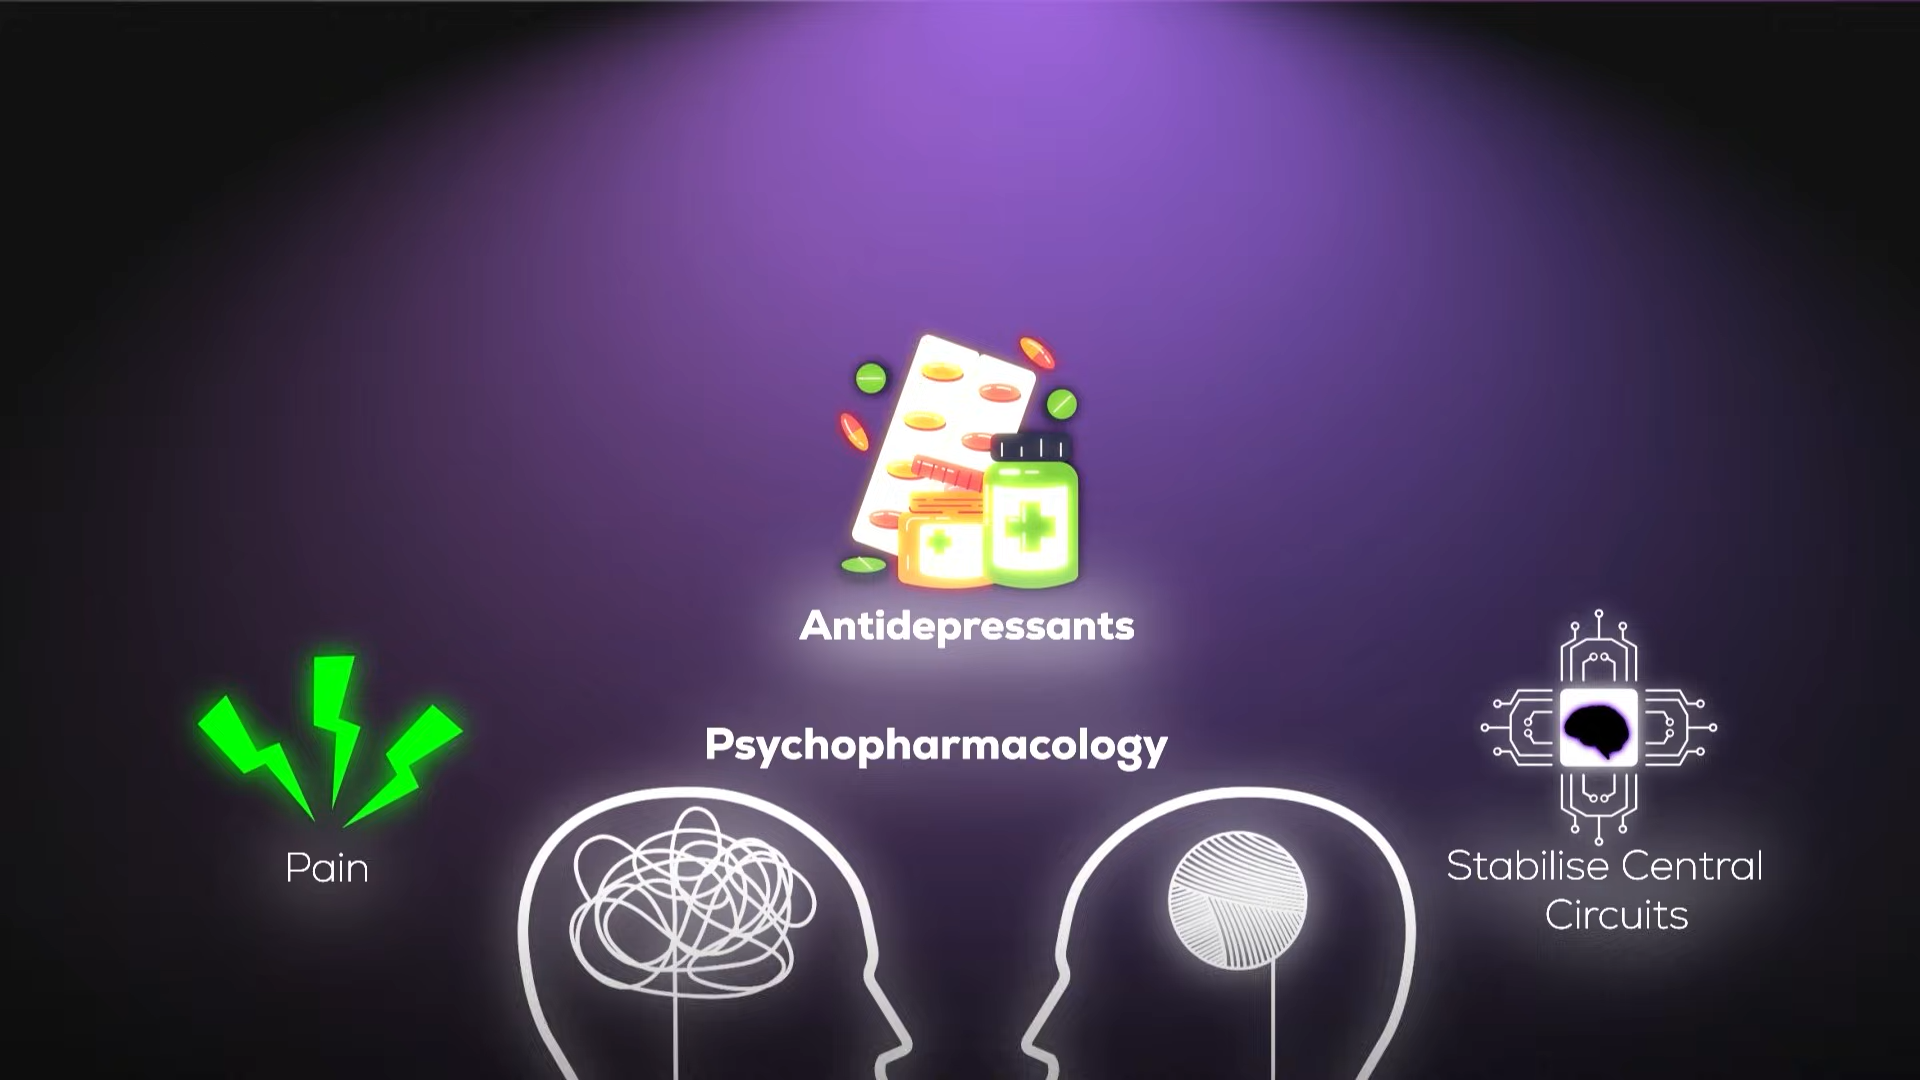 Antidepressants
Psychopharmacology
Pain
Stabilise Central
Circuits